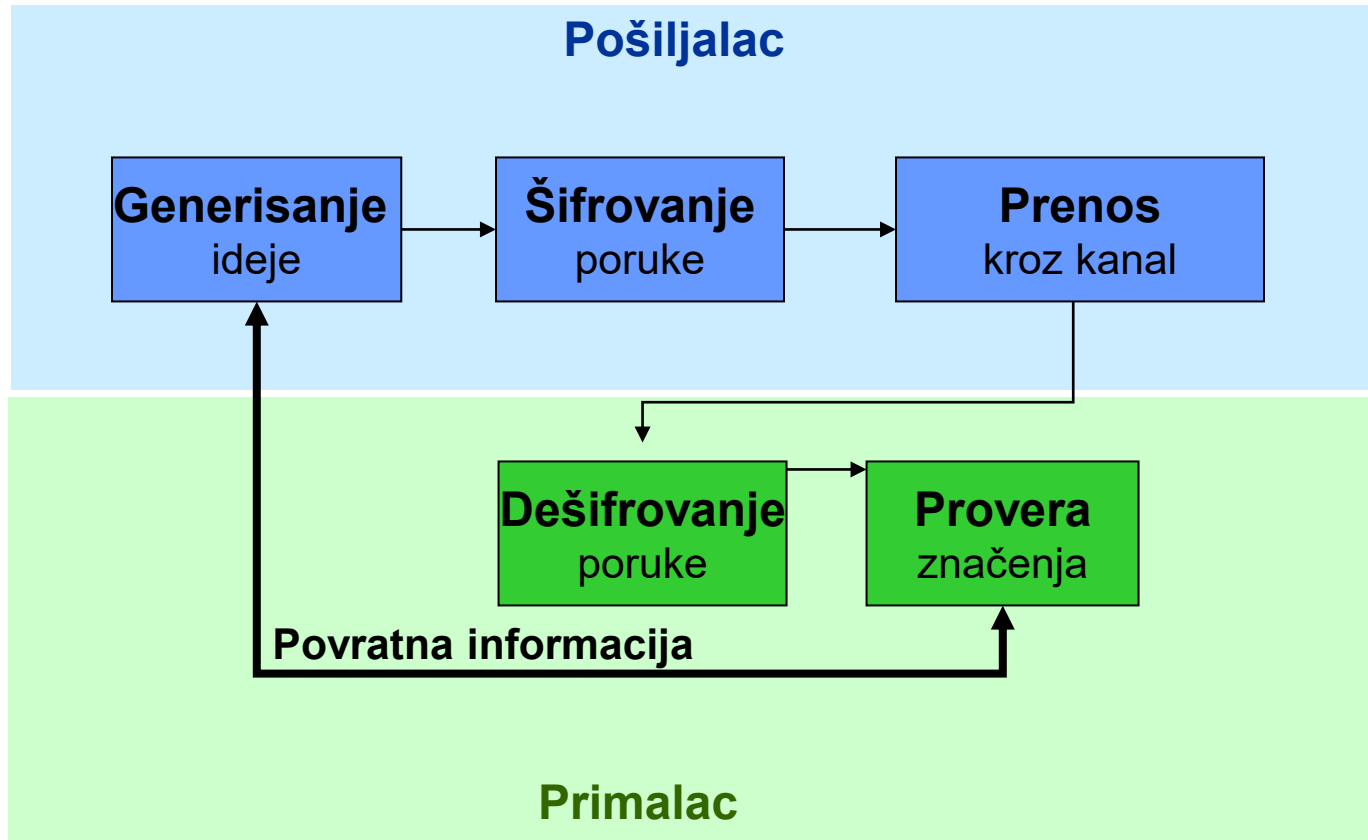 Pošiljalac
Generisanje
ideje
Šifrovanje
poruke
Prenos
kroz kanal
Dešifrovanje
poruke
Provera
značenja
Povratna informacija
Primalac